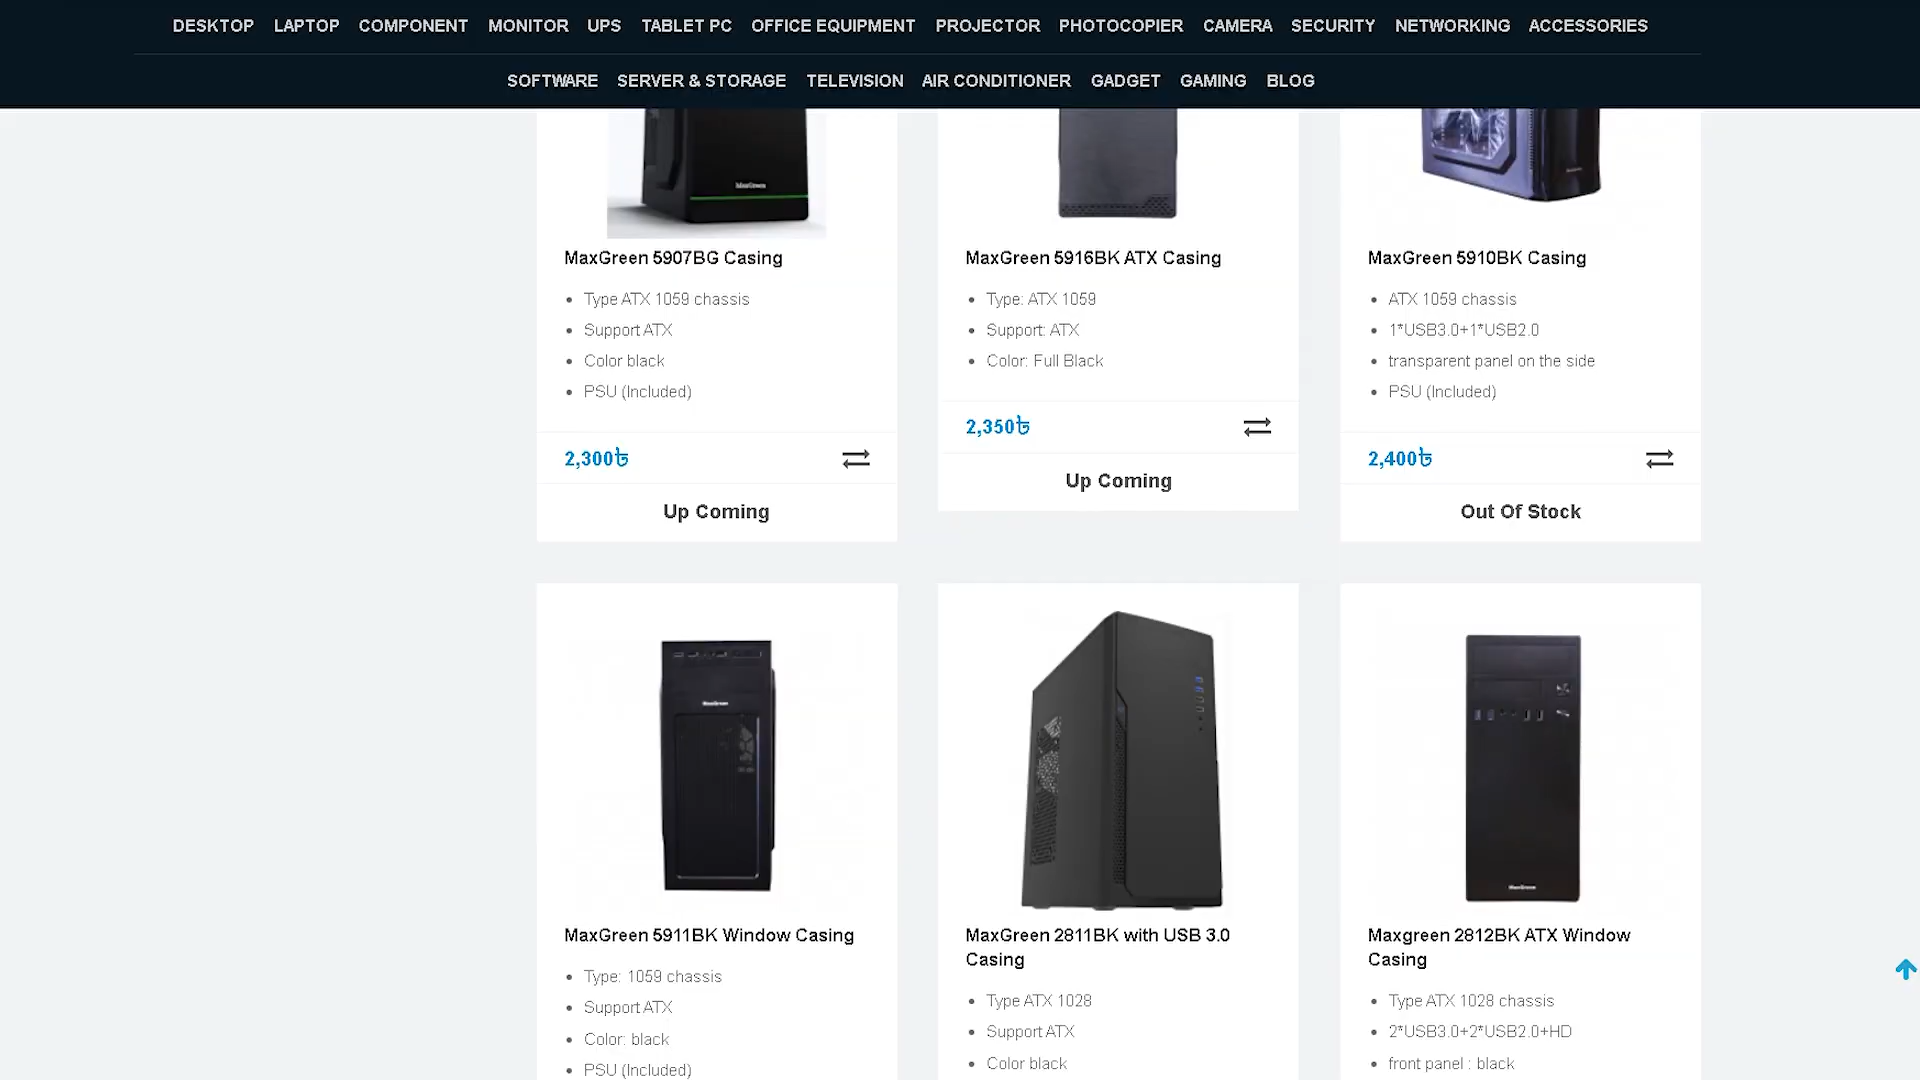 DESKTOP LAPTOP COMPONENT MONITOR UPS TABLET PC OFFICE EQUIPMENT PROJECTOR PHOTOCOPIER CAMERA SECURITY NETWORKING ACCESSORIES
SOFTWARE SERVER & STORAGE TELEVISION AIR CONDITIONER GADGET GAMING BLOG
MaxGreen
MaxGreen 5907BG Casing
Type ATX 1059 chassis
Support ATX
Color black
PSU (Included)
2,300৳
Up Coming
MaxGreen 5916BK ATX Casing
Type: ATX 1059
Support: ATX
Color: Full Black
2,350৳
Up Coming
MaxGreen 5910BK Casing
ATX 1059 chassis
1*USB3.0+1*USB2.0
transparent panel on the side
PSU (Included)
2,400৳
Out Of Stock
MaxGreen
MaxGreen 5911BK Window Casing
Type: 1059 chassis
Support ATX
Color: black
PSU (Included)
MaxGreen 2811BK with USB 3.0
Casing
Type ATX 1028
Support ATX
Color black
MaxGreen
Maxgreen 2812BK ATX Window
Casing
Type ATX 1028 chassis
2*USB3.0+2*USB2.0+HD
front panel : black